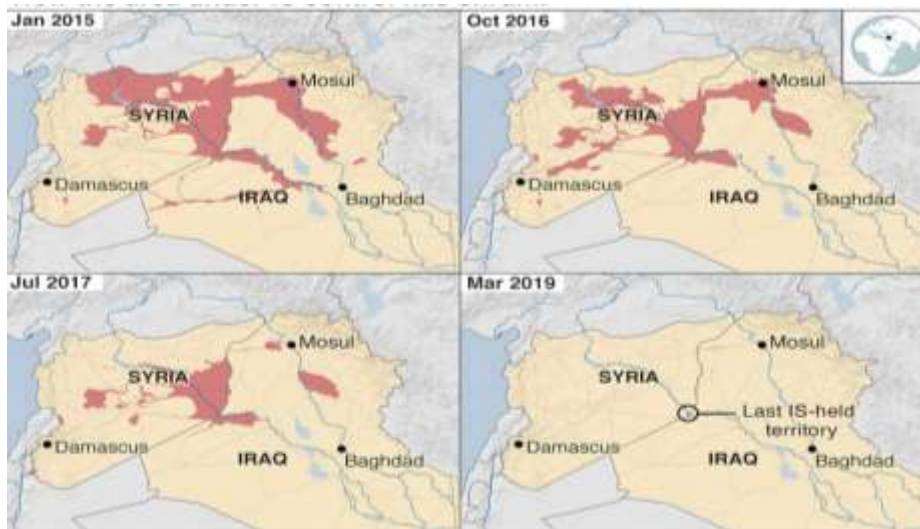 Jan 2015
Mosul
SYRIA
Damascus
IRAQ
Baghdad
Oct 2016
Mosul
SYRIA
Damascus
IRAQ
Baghdad
Jul 2017
Mosul
SYRIA
Damascus
IRAQ
Baghdad
Mar 2019
Mosul
SYRIA
Last IS-held
territory
Damascus
IRAQ
Baghdad